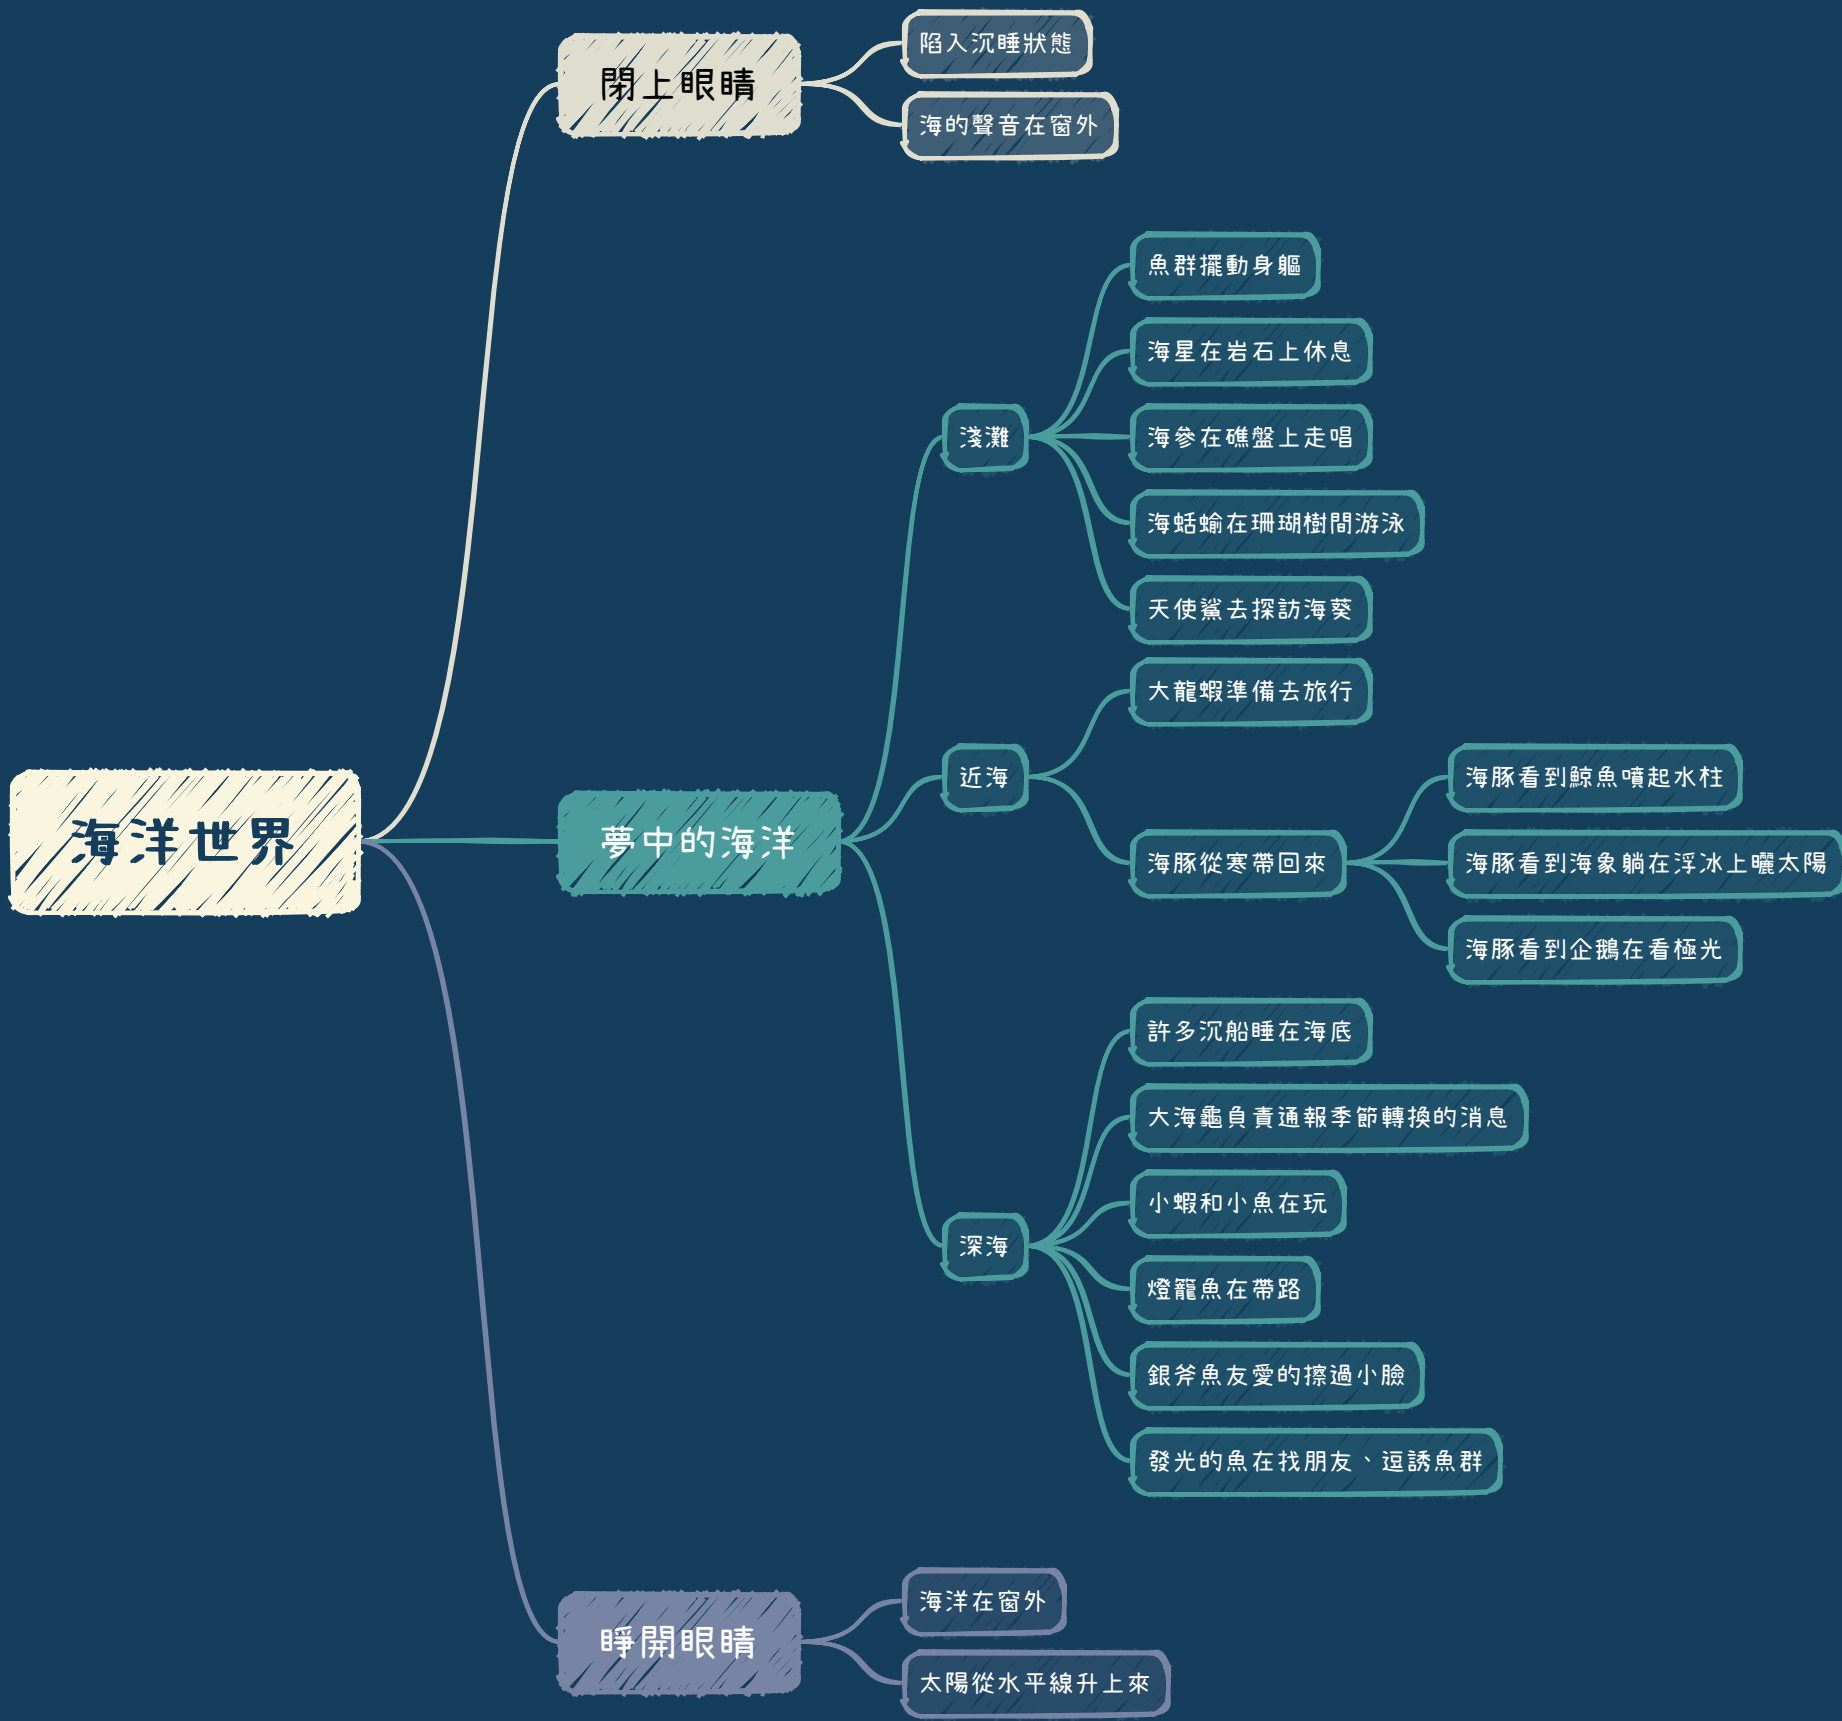 海洋世界
閉上眼睛
陷入沉睡狀態
海的聲音在窗外
夢中的海洋
淺灘
魚群擺動身軀
海星在岩石上休息
海參在礁盤上走唱
海蛞蝓在珊瑚樹間游泳
天使鯊去探訪海葵
近海
大龍蝦準備去旅行
海豚從寒帶回來
海豚看到鯨魚噴起水柱
海豚看到海象躺在浮冰上曬太陽
海豚看到企鵝在看極光
深海
許多沉船睡在海底
大海龜負責通報季節轉換的消息
小蝦和小魚在玩
燈籠魚在帶路
銀斧魚友愛的擦過小臉
發光的魚在找朋友、逗誘魚群
睜開眼睛
海洋在窗外
太陽從水平線升上來